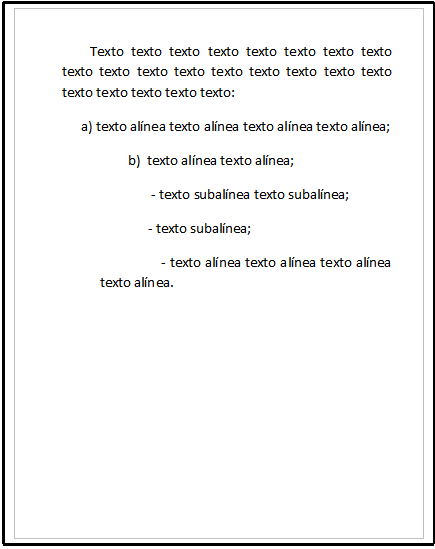 Texto texto texto texto texto texto texto texto
texto texto texto texto texto texto texto texto texto
texto texto texto texto texto:
a) texto alínea texto alínea texto alínea texto alínea;
b) texto alínea texto alínea;
- texto subalínea texto subalínea;
- texto subalínea;
- texto alínea texto alínea texto alínea
texto alínea.